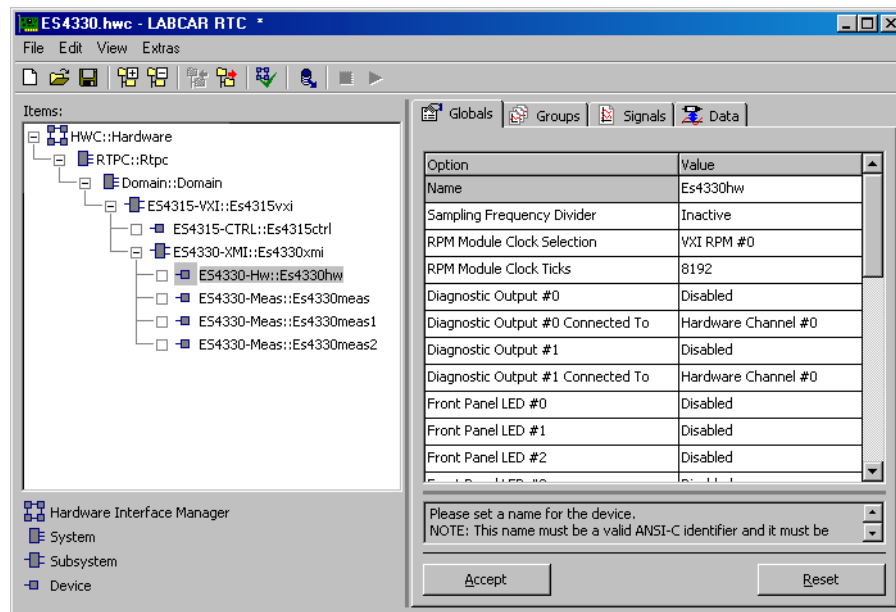 ES4330.hwc - LABCAR RTC *
File Edit View Extras
Items:
HWC::Hardware
RTPC::Rtpc
Domain::Domain
ES4315-VXI::Es4315vxi
ES4315-CTRL::Es4315ctrl
ES4330-XMI::Es4330xmi
ES4330-Hw::Es4330hw
ES4330-Meas::Es4330meas
ES4330-Meas::Es4330meas1
ES4330-Meas::Es4330meas2
Hardware Interface Manager
System
Subsystem
Device
Globals Groups Signals Data
Option Value
Name Es4330hw
Sampling Frequency Divider Inactive
RPM Module Clock Selection VXI RPM #0
RPM Module Clock Ticks 8192
Diagnostic Output #0 Disabled
Diagnostic Output #0 Connected To Hardware Channel #0
Diagnostic Output #1 Disabled
Diagnostic Output #1 Connected To Hardware Channel #0
Front Panel LED #0 Disabled
Front Panel LED #1 Disabled
Front Panel LED #2 Disabled
Please set a name for the device.
NOTE: This name must be a valid ANSI-C identifier and it must be
Accept Reset